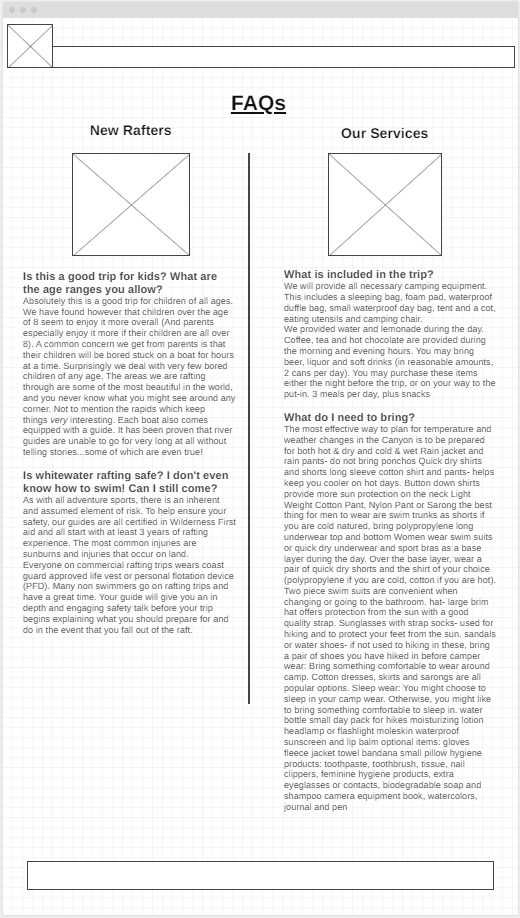 FAQs
New Rafters
Is this a good trip for kids? What are
the age ranges you allow?
Absolutely this is a good trip for children of all ages.
We have found however that children over the age
of 8 seem to enjoy it more overall (And parents
especially enjoy it more if their children are all over
8). A common concern we get from parents is that
their children will be bored stuck on a boat for hours
at a time. Surprisingly we deal with very few bored
children of any age. The areas we are rafting
through are some of the most beautiful in the world,
and you never know what you might see around any
corner. Not to mention the rapids which keep
things very interesting. Each boat also comes
equipped with a guide. It has been proven that river
guides are unable to go for very long at all without
telling stories...some of which are even true!
Is whitewater rafting safe? I don't even
know how to swim! Can I still come?
As with all adventure sports, there is an inherent
and assumed element of risk. To help ensure your
safety, our guides are all certified in Wilderness First
aid and all start with at least 3 years of rafting
experience. The most common injuries are
sunburns and injuries that occur on land.
Everyone on commercial rafting trips wears coast
guard approved life vest or personal flotation device
(PFD). Many non swimmers go on rafting trips and
have a great time. Your guide will give you an in
depth and engaging safety talk before your trip
begins explaining what you should prepare for and
do in the event that you fall out of the raft.
Our Services
What is included in the trip?
We will provide all necessary camping equipment.
This includes a sleeping bag, foam pad, waterproof
duffle bag, small waterproof day bag, tent and a cot,
eating utensils and camping chair.
We provided water and lemonade during the day.
Coffee, tea and hot chocolate are provided during
the morning and evening hours. You may bring
beer, liquor and soft drinks (in reasonable amounts,
2 cans per day). You may purchase these items
either the night before the trip, or on your way to the
put-in. 3 meals per day, plus snacks
What do I need to bring?
The most effective way to plan for temperature and
weather changes in the Canyon is to be prepared
for both hot & dry and cold & wet Rain jacket and
rain pants- do not bring ponchos Quick dry shirts
and shorts long sleeve cotton shirt and pants- helps
keep you cooler on hot days. Button down shirts
provide more sun protection on the neck Light
Weight Cotton Pant, Nylon Pant or Sarong the best
thing for men to wear are swim trunks as shorts if
you are cold natured, bring polypropylene long
underwear top and bottom Women wear swim suits
or quick dry underwear and sport bras as a base
layer during the day. Over the base layer, wear a
pair of quick dry shorts and the shirt of your choice
(polypropylene if you are cold, cotton if you are hot).
Two piece swim suits are convenient when
changing or going to the bathroom. hat- large brim
hat offers protection from the sun with a good
quality strap. Sunglasses with strap socks- used for
hiking and to protect your feet from the sun. sandals
or water shoes- if not used to hiking in these, bring
a pair of shoes you have hiked in before camper
wear: Bring something comfortable to wear around
camp. Cotton dresses, skirts and sarongs are all
popular options. Sleep wear: You might choose to
sleep in your camp wear. Otherwise, you might like
to bring something comfortable to sleep in. water
bottle small day pack for hikes moisturizing lotion
headlamp or flashlight moleskin waterproof
sunscreen and lip balm optional items: gloves
fleece jacket towel bandana small pillow hygiene
products: toothpaste, toothbrush, tissue, nail
clippers, feminine hygiene products, extra
eyeglasses or contacts, biodegradable soap and
shampoo camera equipment book, watercolors,
journal and pen